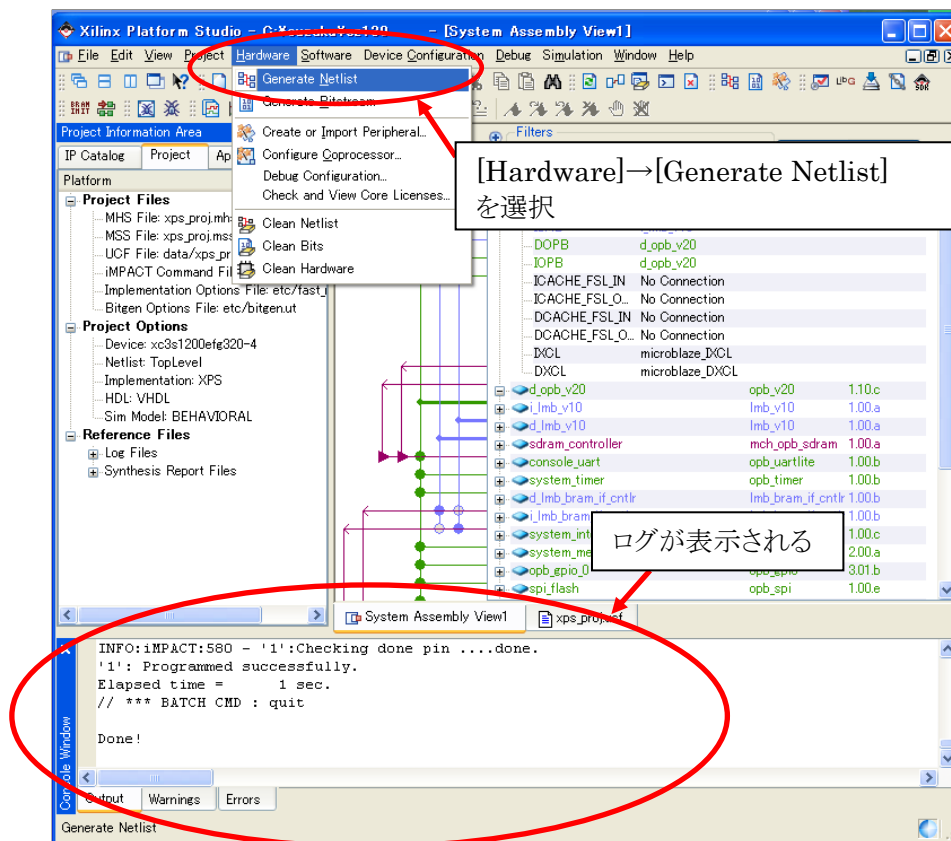 Xilinx Platform Studio - [System Assembly View1]
File Edit View Project Hardware Software Device Configuration Debug Simulation Window Help
Generate Netlist
Generate Bitstream
Create or Import Peripheral...
Configure Coprocessor...
Debug Configuration...
Check and View Core Licenses...
Clean Netlist
Clean Bits
Clean Hardware
[Hardware]→[Generate Netlist]
を選択
Project Information Area
IP Catalog Project
Platform
Project Files
MHS File: xps_proj.mh
MSS File: xps_proj.mss
UCF File: data/xps_pr
iMPACT Command Fil
Implementation Options File: etc/fast_
Bitgen Options File: etc/bitgen.ut
Project Options
Device: xc3s1200efg320-4
Netlist: TopLevel
Implementation: XPS
HDL: VHDL
Sim Model: BEHAVIORAL
Reference Files
Log Files
Synthesis Report Files
Filters
DOPB d_opb_v20
IOPB d_opb_v20
ICACHE_FSL_IN No Connection
ICACHE_FSL_O... No Connection
DCACHE_FSL_IN No Connection
DCACHE_FSL_O... No Connection
IXCL microblaze_IXCL
DXCL microblaze_DXCL
d_opb_v20 opb_v20 1.10.c
i_lmb_v10 lmb_v10 1.00.a
d_lmb_v10 lmb_v10 1.00.a
sdram_controller mch_opb_sdram 1.00.a
console_uart opb_uartlite 1.00.b
system_timer opb_timer 1.00.b
d_lmb_bram_if_cntlr lmb_bram_if_cntlr 1.00.b
i_lmb_bram 1.00.b
system_int 1.00.c
system_me 2.00.a
opb_gpio_0 opb_gpio 3.01.b
spi_flash opb_spi 1.00.e
ログが表示される
System Assembly View1 xps_proj.ucf
INFO:iMPACT:580 - '1':Checking done pin ....done.
'1': Programmed successfully.
Elapsed time = 1 sec.
// *** BATCH CMD : quit
Done!
Console Window
Output Warnings Errors
Generate Netlist